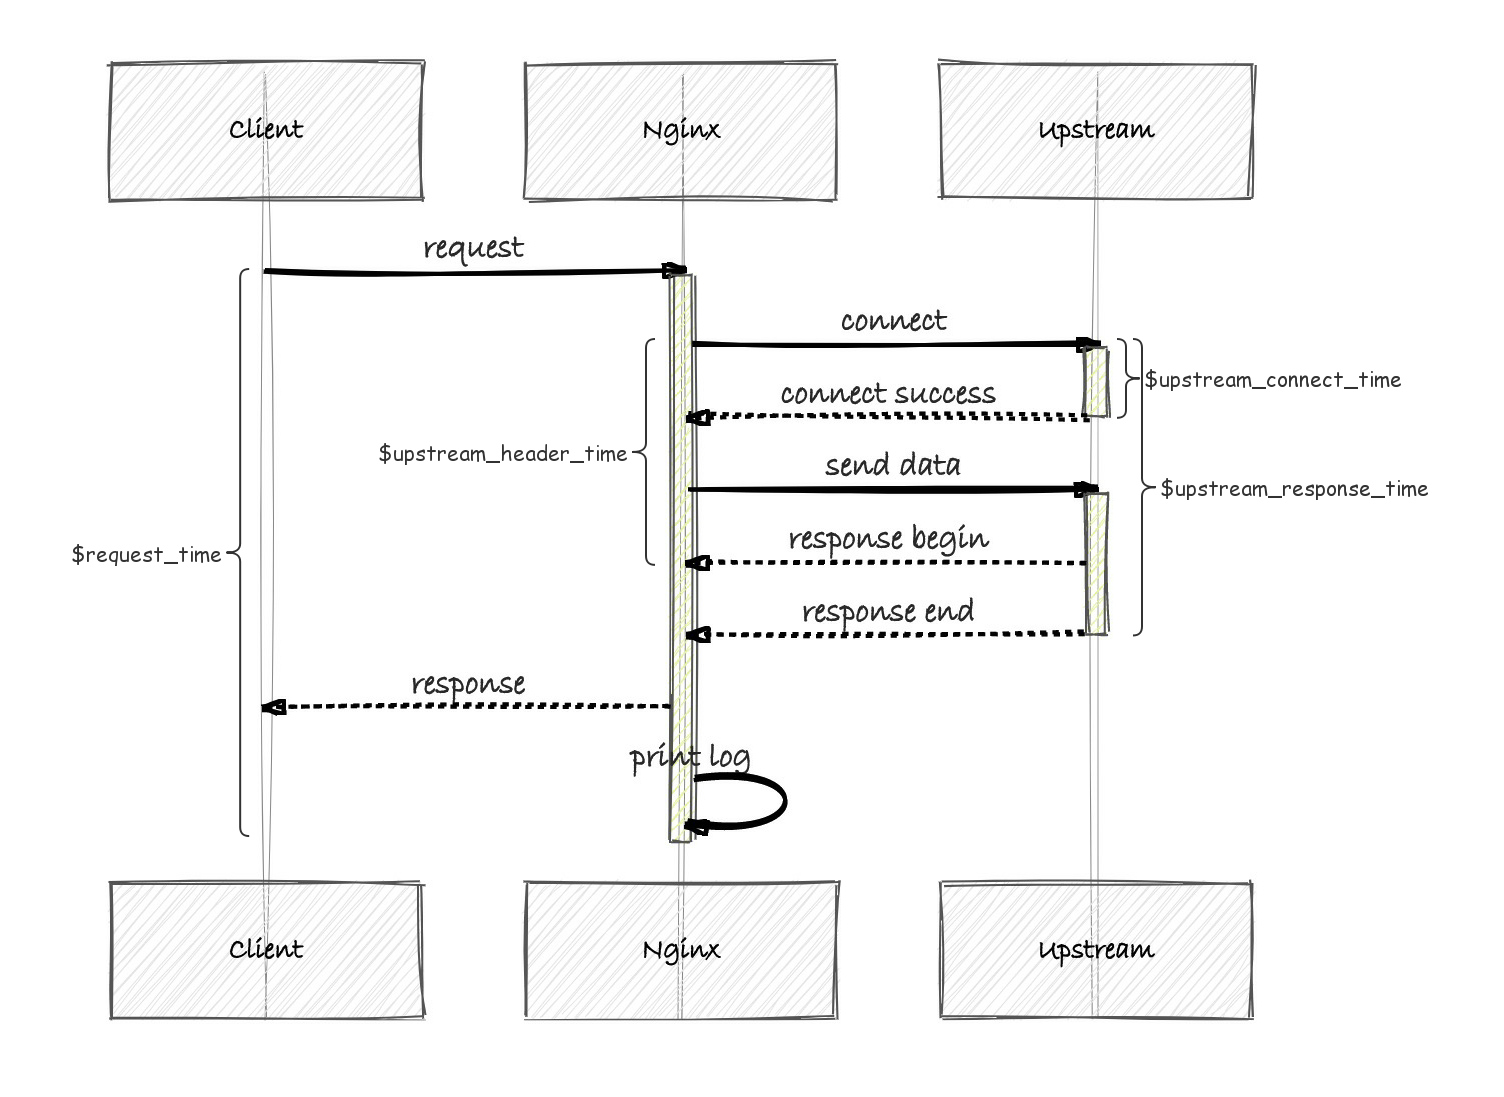 Client
Nginx
Upstream
request
connect
$upstream_connect_time
connect success
$upstream_header_time
send data
$upstream_response_time
response begin
$request_time
response end
response
print log
Client
Nginx
Upstream